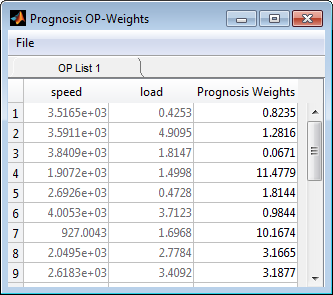 Prognosis OP-Weights
File
OP List 1
speed load Prognosis Weights
1 3.5165e+03 0.4253 0.8235
2 3.5911e+03 4.9095 1.2816
3 3.8409e+03 1.8147 0.0671
4 1.9072e+03 1.4998 11.4779
5 2.6926e+03 0.4728 1.8144
6 4.0053e+03 3.7123 0.9844
7 927.0043 1.6968 10.1674
8 2.0495e+03 2.7784 3.1665
9 2.6183e+03 3.4092 3.1877